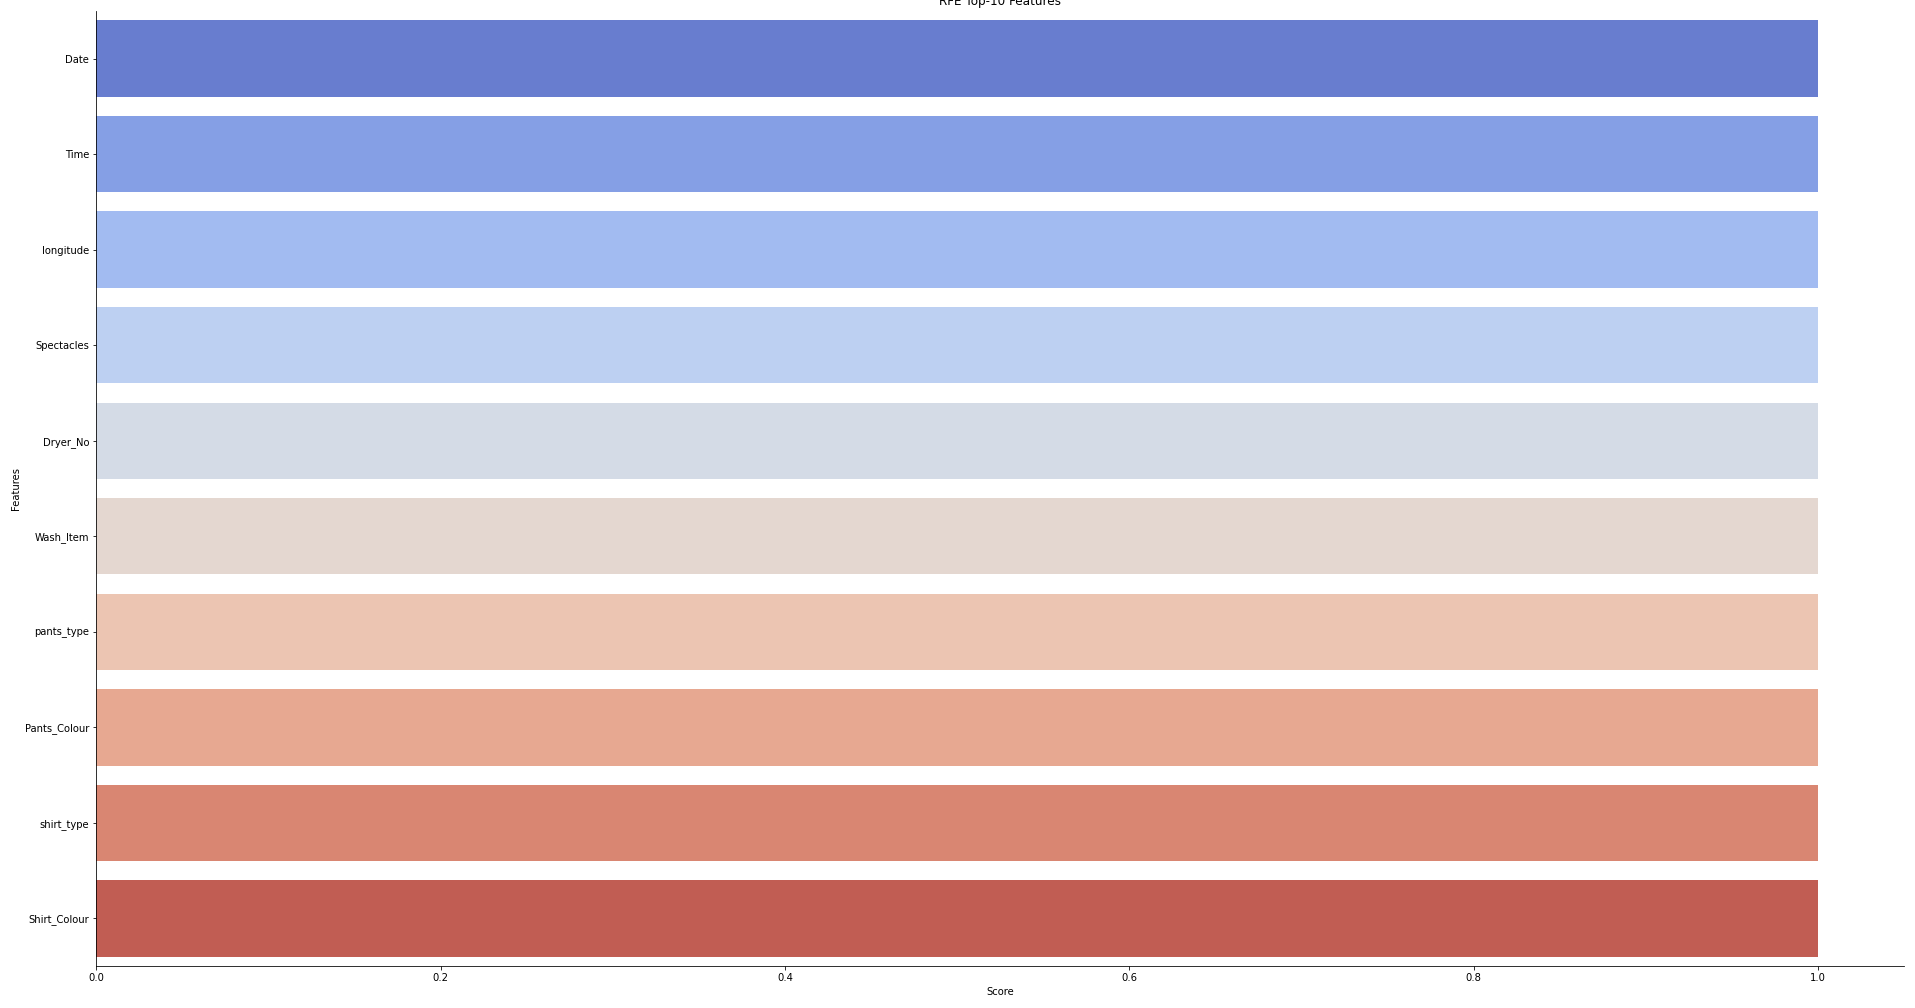 RFE Top-10 Features
Date
Time
longitude
Spectacles
Dryer_No
Features
Wash_Item
pants_type
Pants_Colour
shirt_type
Shirt_Colour
0.0 0.2 0.4 0.6 0.8 1.0
Score